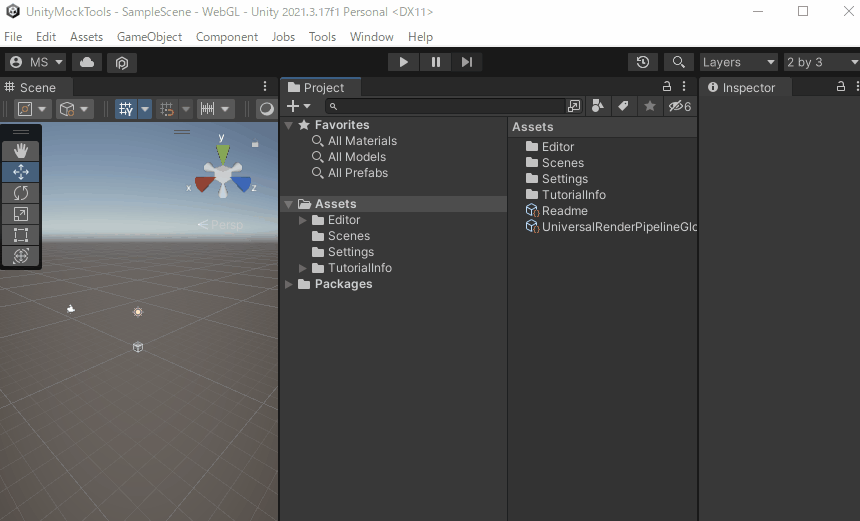 UnityMockTools - SampleScene - WebGL - Unity 2021.3.17f1 Personal <DX11>
File Edit Assets GameObject Component Jobs Tools Window Help
MS Layers 2 by 3
Scene Project Inspector
6
Favorites
All Materials
All Models
All Prefabs
Assets
Editor
Scenes
Settings
TutorialInfo
Packages
Assets
Editor
Scenes
Settings
TutorialInfo
Readme
UniversalRenderPipelineGlo
y
x
z
Persp